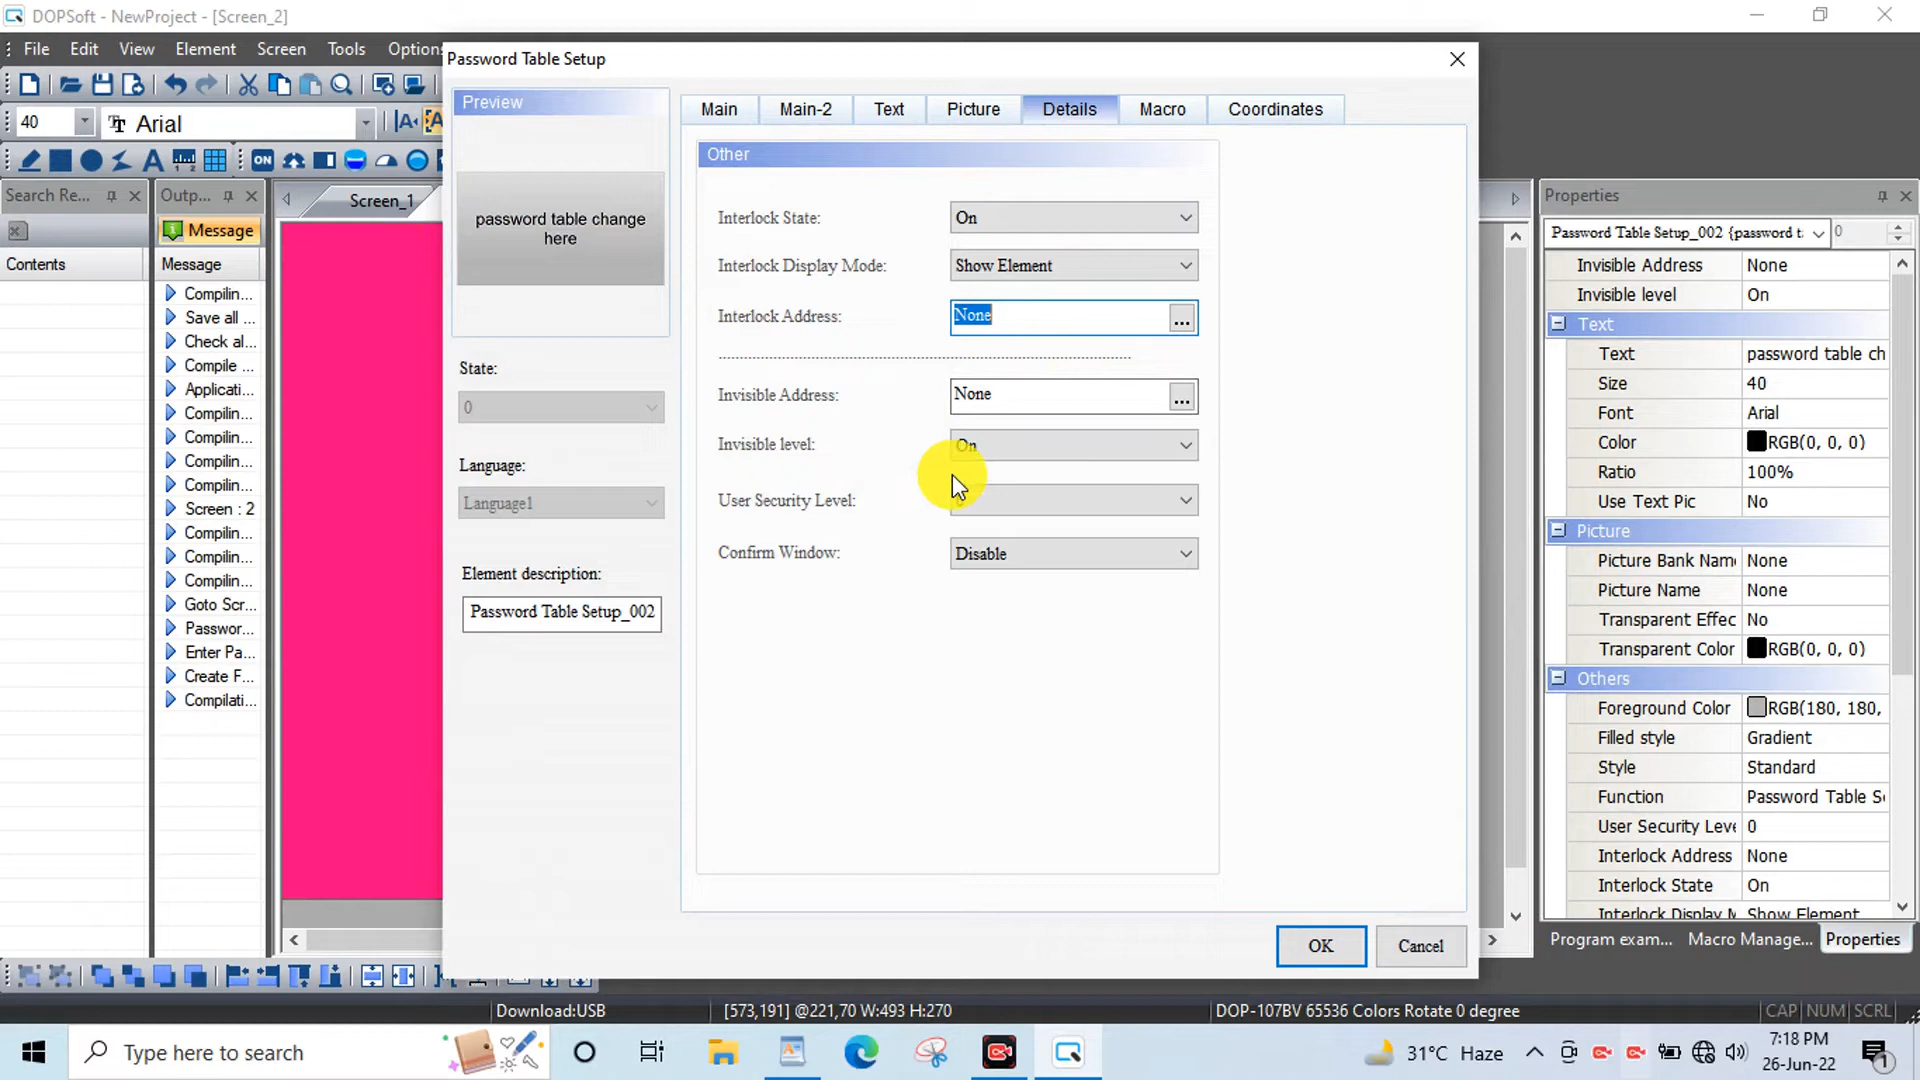 DOPSoft - NewProject - [Screen_2]
File Edit View Element Screen Tools Options
40 Arial
Search Re... Outp... Screen_1
Message
Contents Message
Compilin...
Save all ...
Check al...
Compile ...
Applicati...
Compilin...
Compilin...
Compilin...
Compilin...
Screen : 2
Compilin...
Compilin...
Compilin...
Goto Scr...
Passwor...
Enter Pa...
Create F...
Compilati...
Password Table Setup
Preview
password table change
here
State:
0
Language:
Language1
Element description:
Password Table Setup_002
Main Main-2 Text Picture Details Macro Coordinates
Other
Interlock State: On
Interlock Display Mode: Show Element
Interlock Address: None ...
Invisible Address: None ...
Invisible level: On
User Security Level:
Confirm Window: Disable
OK Cancel
Properties
Password Table Setup_002 {password t: 0
Invisible Address None
Invisible level On
Text
Text password table ch
Size 40
Font Arial
Color RGB(0, 0, 0)
Ratio 100%
Use Text Pic No
Picture
Picture Bank Name None
Picture Name None
Transparent Effec No
Transparent Color RGB(0, 0, 0)
Others
Foreground Color RGB(180, 180,
Filled style Gradient
Style Standard
Function Password Table S
User Security Leve 0
Interlock Address None
Interlock State On
Interlock Display M Show Element
Program exam... Macro Manage... Properties
Download:USB [573,191] @221,70 W:493 H:270 DOP-107BV 65536 Colors Rotate 0 degree CAP NUM SCRL
Type here to search
31°C Haze
7:18 PM
26-Jun-22
1